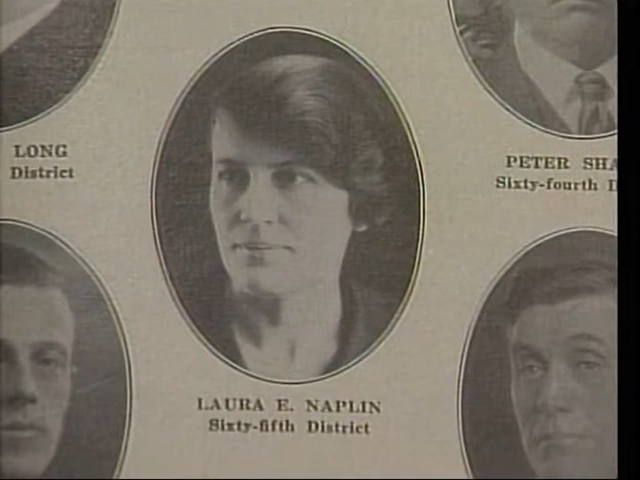 LONG
District
PETER SHA
Sixty-fourth D
LAURA E. NAPLIN
Sixty-fifth District